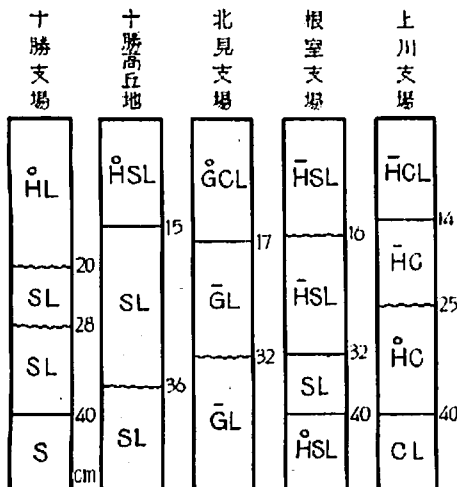 十勝支場
十勝高丘地
北見支場
根室支場
上川支場
H̊L
20
SL
28
SL
40
S
cm
H̊SL
15
SL
36
SL
G̊CL
17
ḠL
32
ḠL
H̄SL
16
H̄SL
32
SL
40
H̊SL
H̄CL
14
H̄C
25
H̊C
40
CL